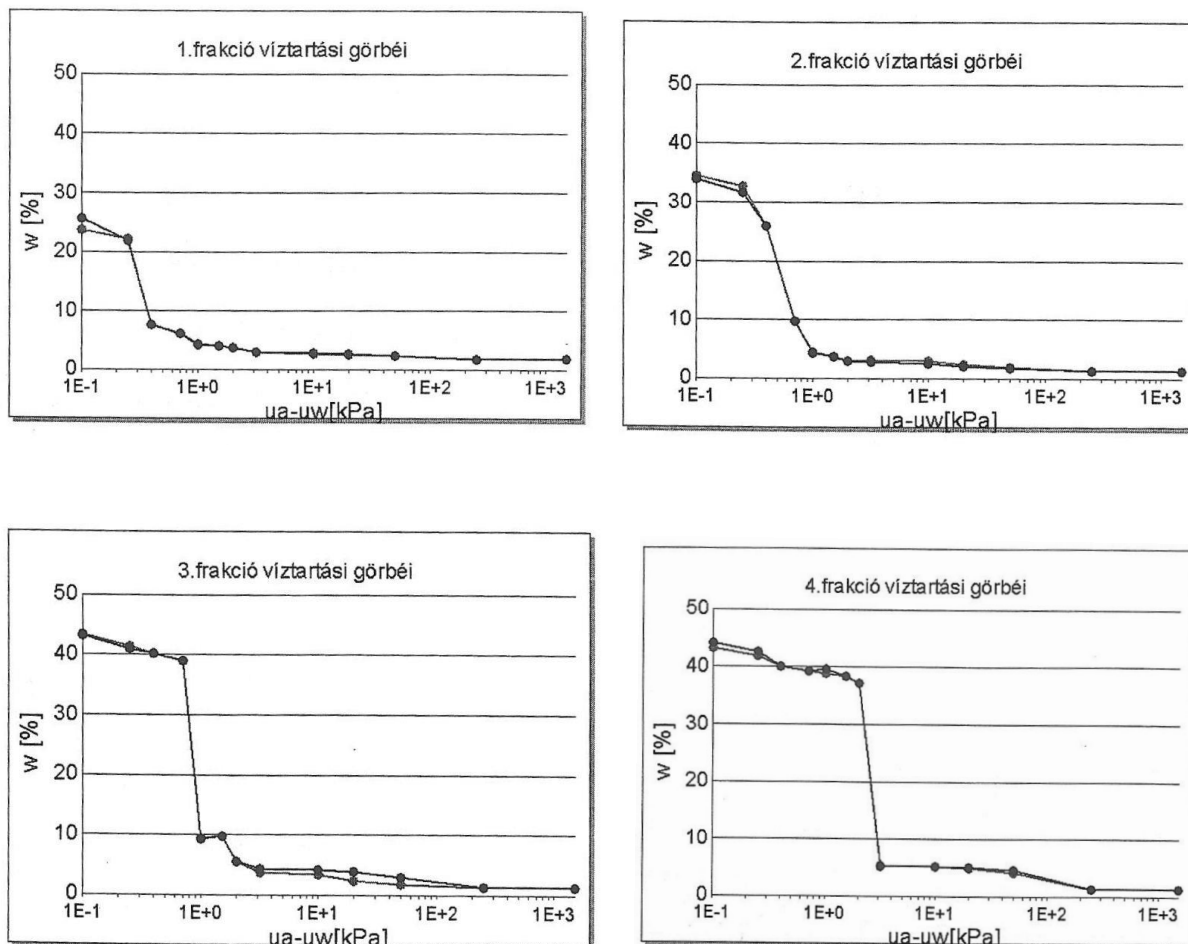 1.frakció víztartási görbéi
50
40
30
20
10
0
w [%]
1E-1 1E+0 1E+1 1E+2 1E+3
ua-uw[kPa]
2.frakció víztartási görbéi
50
40
30
20
10
0
w [%]
1E-1 1E+0 1E+1 1E+2 1E+3
ua-uw[kPa]
3.frakció víztartási görbéi
50
40
30
20
10
0
w [%]
1E-1 1E+0 1E+1 1E+2 1E+3
ua-uw[kPa]
4.frakció víztartási görbéi
50
40
30
20
10
0
w [%]
1E-1 1E+0 1E+1 1E+2 1E+3
ua-uw[kPa]